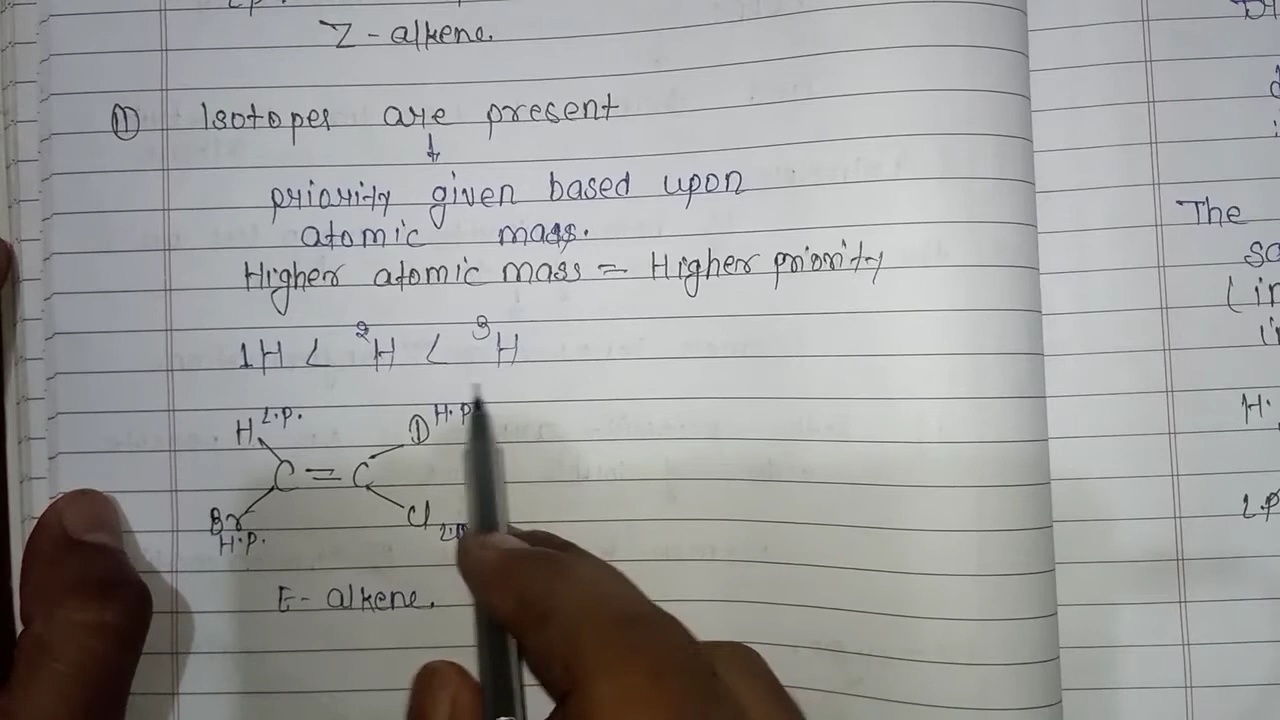 Z - alkene.
II Isotopes are present
priority given based upon
atomic mass.
Higher atomic mass = Higher priority
1H < ²H < ³H
H L.P. D H.P
C = C
Br Cl
H.P.
E - alkene.
The
H.
L.P